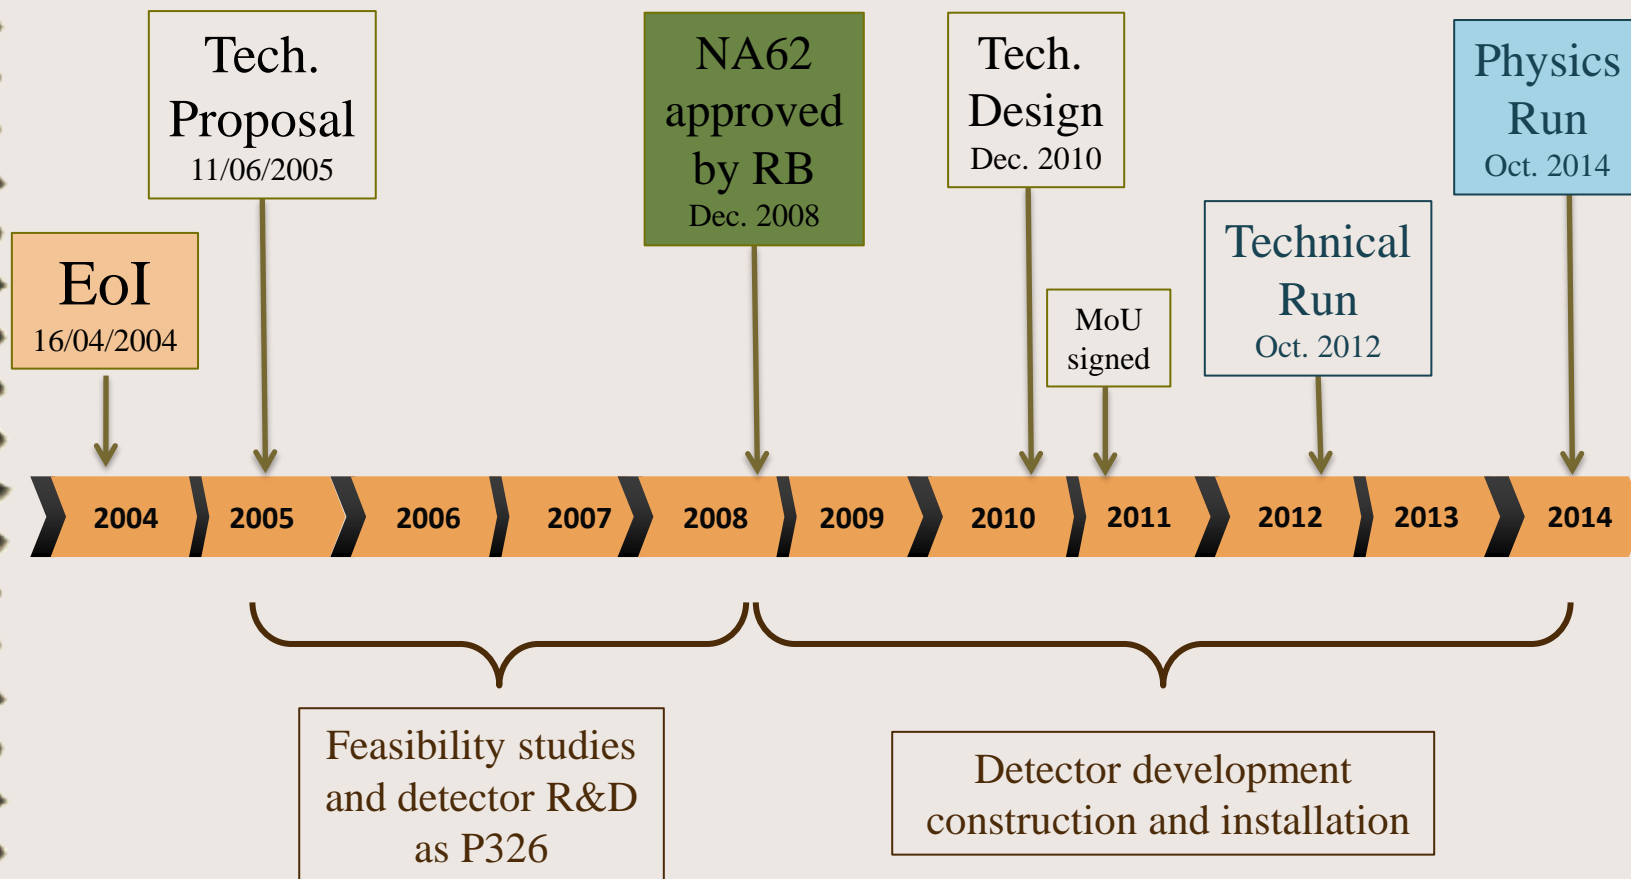 Tech.
Proposal
11/06/2005
NA62
approved
by RB
Dec. 2008
Tech.
Design
Dec. 2010
Physics
Run
Oct. 2014
EoI
16/04/2004
MoU
signed
Technical
Run
Oct. 2012
2004
2005
2006
2007
2008
2009
2010
2011
2012
2013
2014
Feasibility studies
and detector R&D
as P326
Detector development
construction and installation